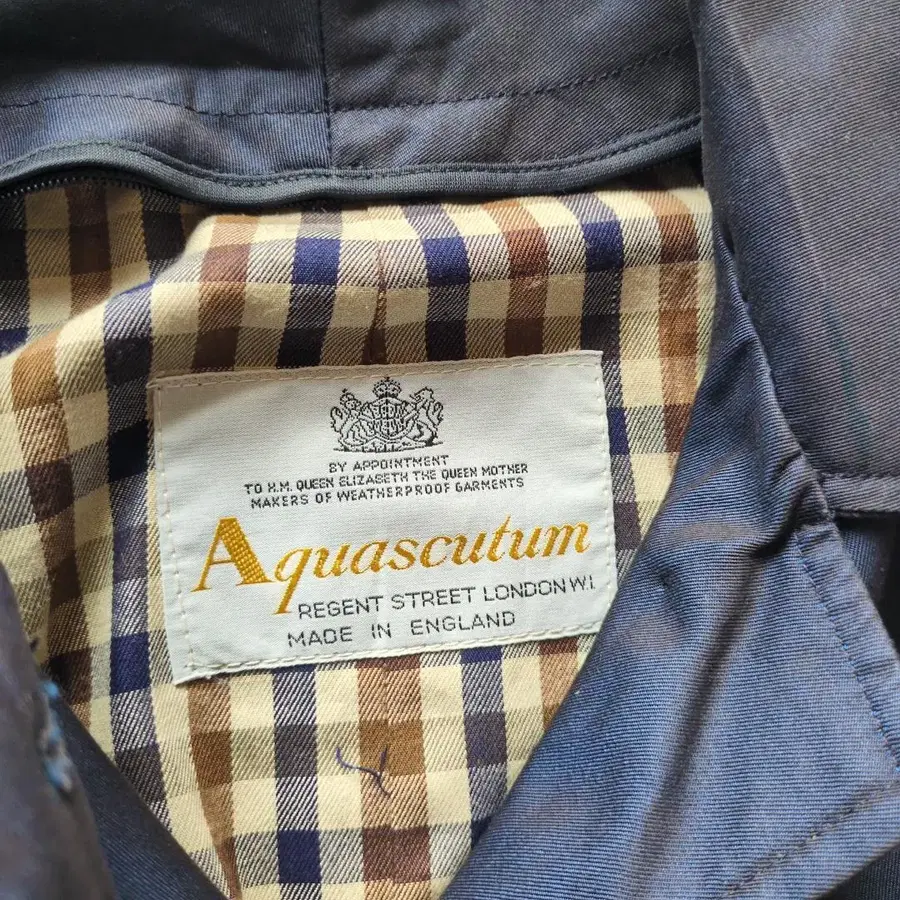 BY APPOINTMENT
TO H.M. QUEEN ELIZABETH THE QUEEN MOTHER
MAKERS OF WEATHERPROOF GARMENTS
Aquascutum
REGENT STREET LONDON W.1
MADE IN ENGLAND